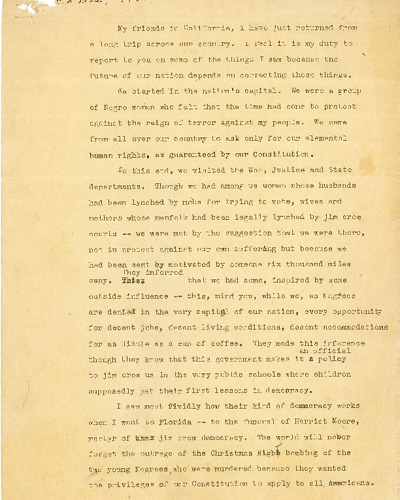 My friends in California, I have just returned from
a long trip across our country. I feel it is my duty to
report to you on some of the things I saw because the
future of our nation depends on correcting those things.
We started in the nation's capital. We were a group
of Negro women who felt that the time had come to protest
against the reign of terror against my people. We came
from all over our country to ask only for our elemental
human rights, as guaranteed by our Constitution.
To this end, we visited the War, Justice and State
departments. Though we had among us women whose husbands
had been lynched by mobs for trying to vote, wives and
mothers whose menfolk had been legally lynched by jim crow
courts -- we were met by the suggestion that we were there,
not in protest against our own suffering but because we
had been sent by motivated by someone six thousand miles
They inferred
away. that we had come, inspired by some
outside influence -- this, mind you, while we, as Negroes
are denied in the very capital of our nation, every opportunity
for decent jobs, decent living conditions, decent accommodations
for as little as a cup of coffee. They made this inference
an official
though they know that this government makes it a policy
to jim crow us in the very public schools where children
supposedly get their first lessons in democracy.
I saw most vividly how their kind of democracy works
when I went to Florida -- to the funeral of Harriet Moore,
martyr of jim crow democracy. The world will never
forget the outrage of the Christmas Night bombing of the
two young Negroes, who were murdered because they wanted
the privileges of our Constitution to apply to all Americans.